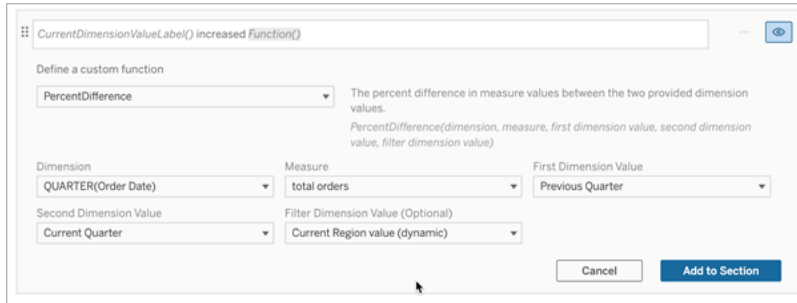 CurrentDimensionValueLabel() increased Function()
Define a custom function
PercentDifference
The percent difference in measure values between the two provided dimension
values.
PercentDifference(dimension, measure, first dimension value, second dimension
value, filter dimension value)
Dimension
Measure
First Dimension Value
QUARTER(Order Date)
total orders
Previous Quarter
Second Dimension Value
Filter Dimension Value (Optional)
Current Quarter
Current Region value (dynamic)
Cancel
Add to Section